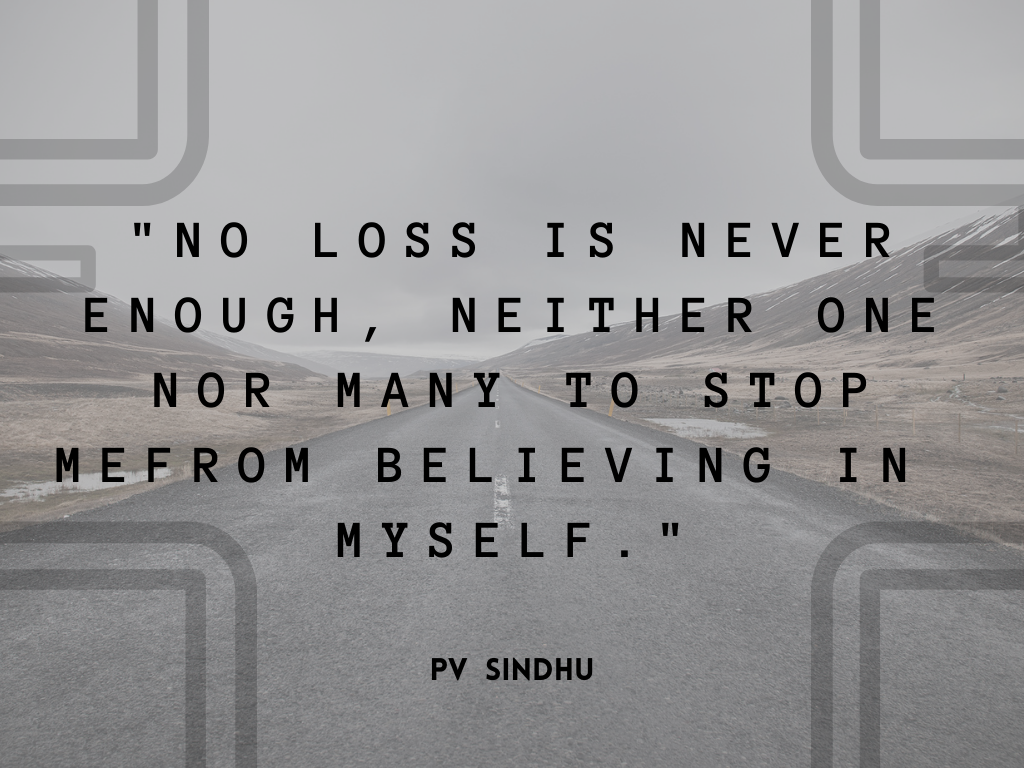 "NO LOSS IS NEVER
ENOUGH, NEITHER ONE
NOR MANY TO STOP
MEFROM BELIEVING IN
MYSELF."
PV SINDHU